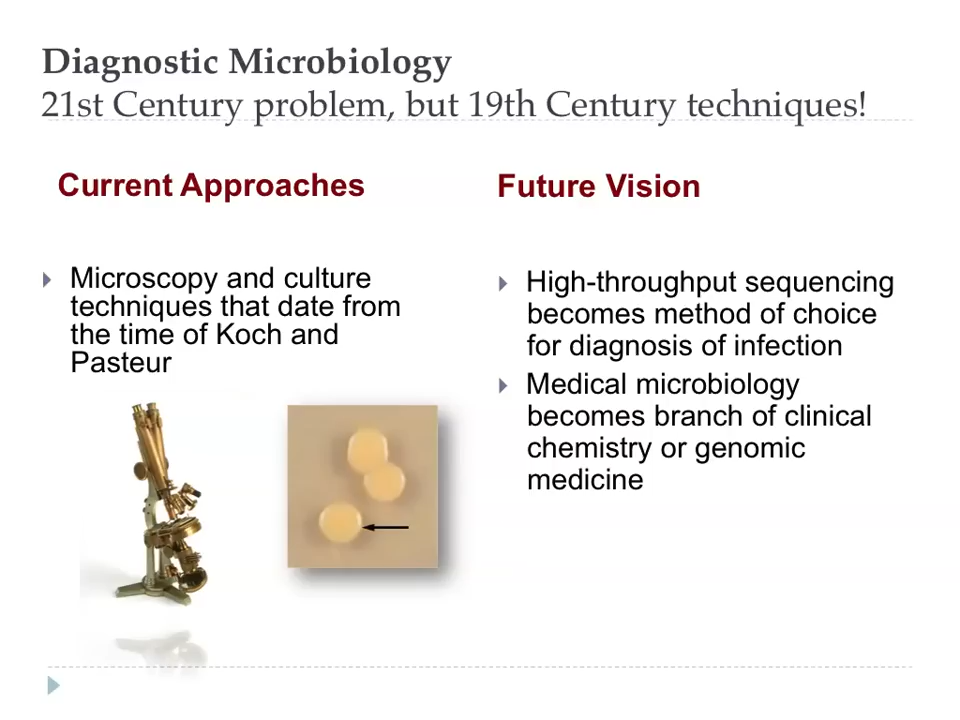 Diagnostic Microbiology
21st Century problem, but 19th Century techniques!
Current Approaches
Microscopy and culture
techniques that date from
the time of Koch and
Pasteur
Future Vision
High-throughput sequencing
becomes method of choice
for diagnosis of infection
Medical microbiology
becomes branch of clinical
chemistry or genomic
medicine